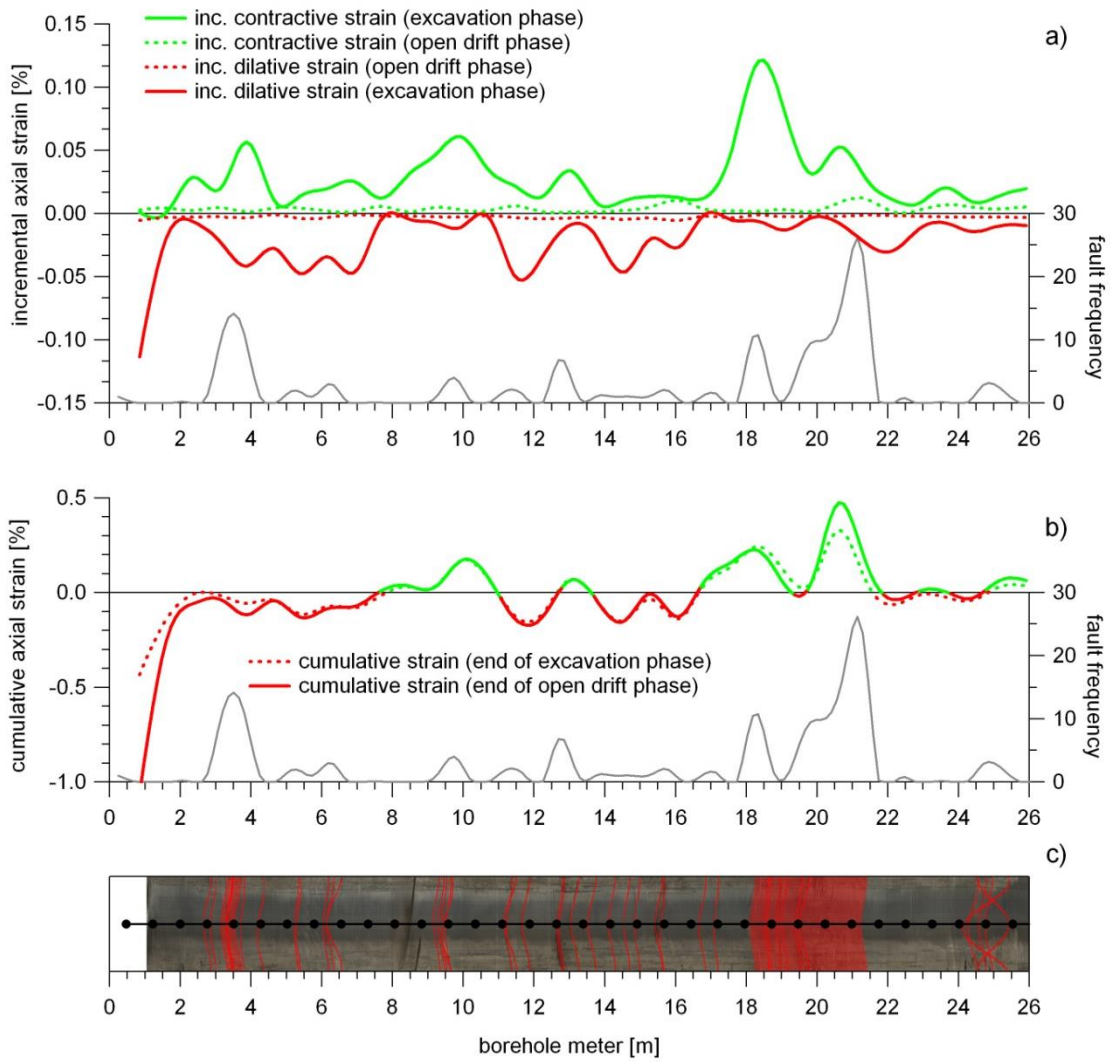 inc. contractive strain (excavation phase)
inc. contractive strain (open drift phase)
inc. dilative strain (open drift phase)
inc. dilative strain (excavation phase)
a)
incremental axial strain [%]
0.15
0.10
0.05
0.00
-0.05
-0.10
-0.15
30
20
10
0
fault frequency
0 2 4 6 8 10 12 14 16 18 20 22 24 26
b)
cumulative axial strain [%]
0.5
0.0
-0.5
-1.0
cumulative strain (end of excavation phase)
cumulative strain (end of open drift phase)
30
20
10
0
fault frequency
0 2 4 6 8 10 12 14 16 18 20 22 24 26
c)
0 2 4 6 8 10 12 14 16 18 20 22 24 26
borehole meter [m]